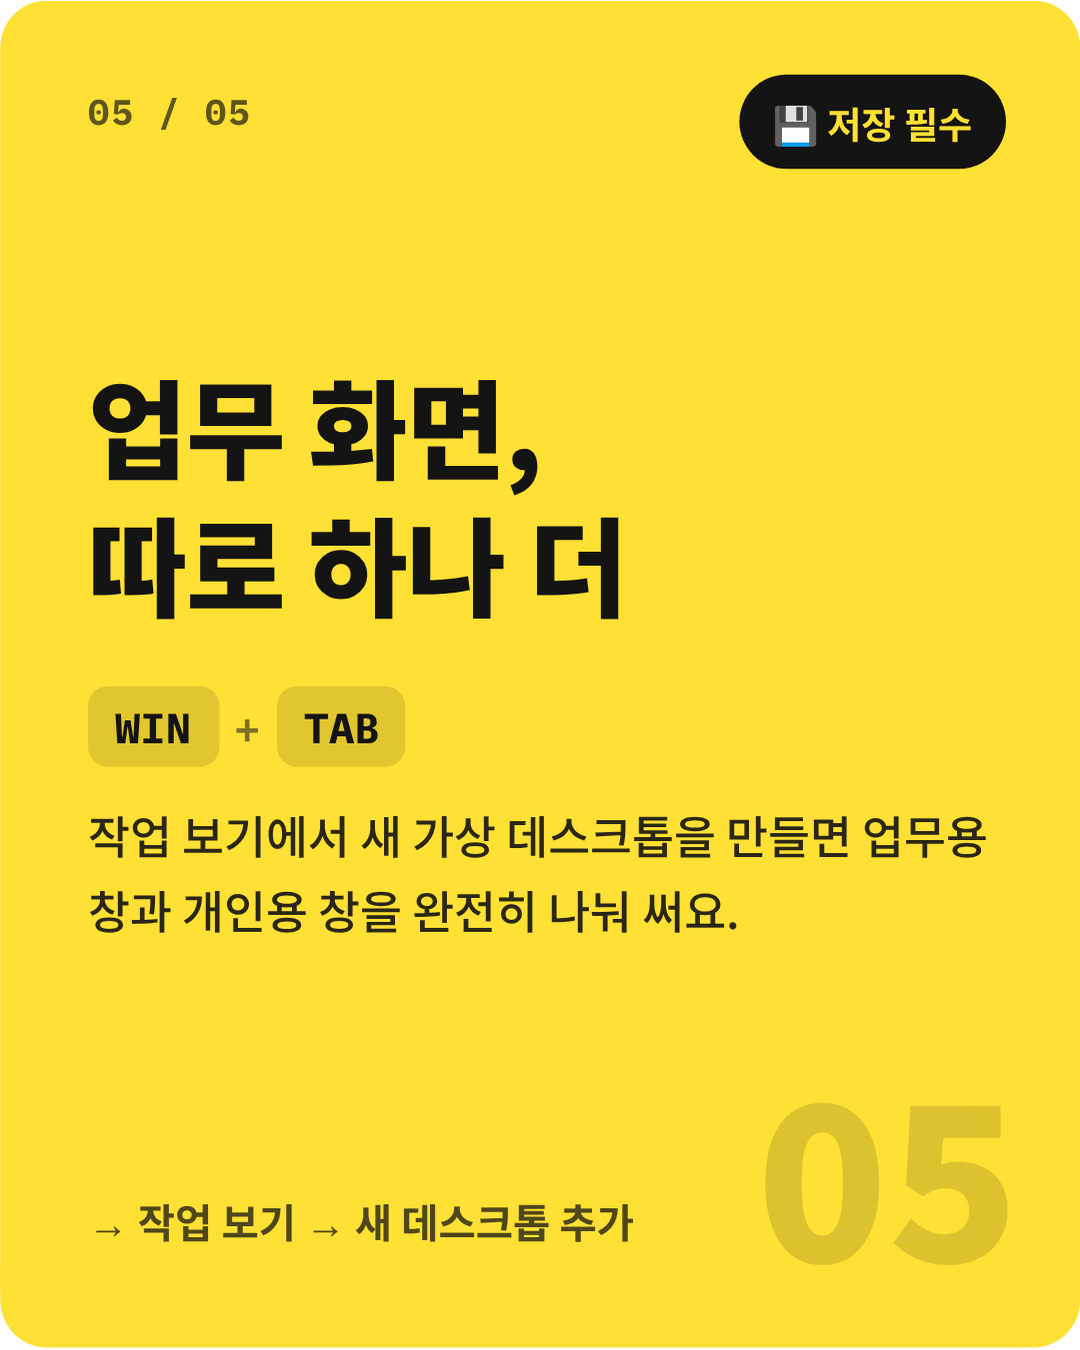 05 / 05
💾 저장 필수
업무 화면,
따로 하나 더
WIN + TAB
작업 보기에서 새 가상 데스크톱을 만들면 업무용
창과 개인용 창을 완전히 나눠 써요.
→ 작업 보기 → 새 데스크톱 추가
05